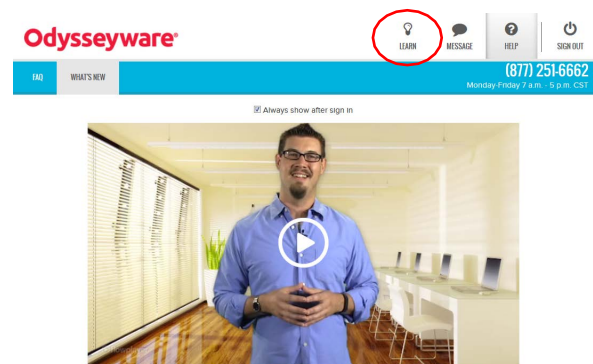 Odysseyware®
LEARN
MESSAGE
HELP
SIGN OUT
FAQ
WHAT'S NEW
(877) 251-6662
Monday-Friday 7 a.m. - 5 p.m. CST
Always show after sign in